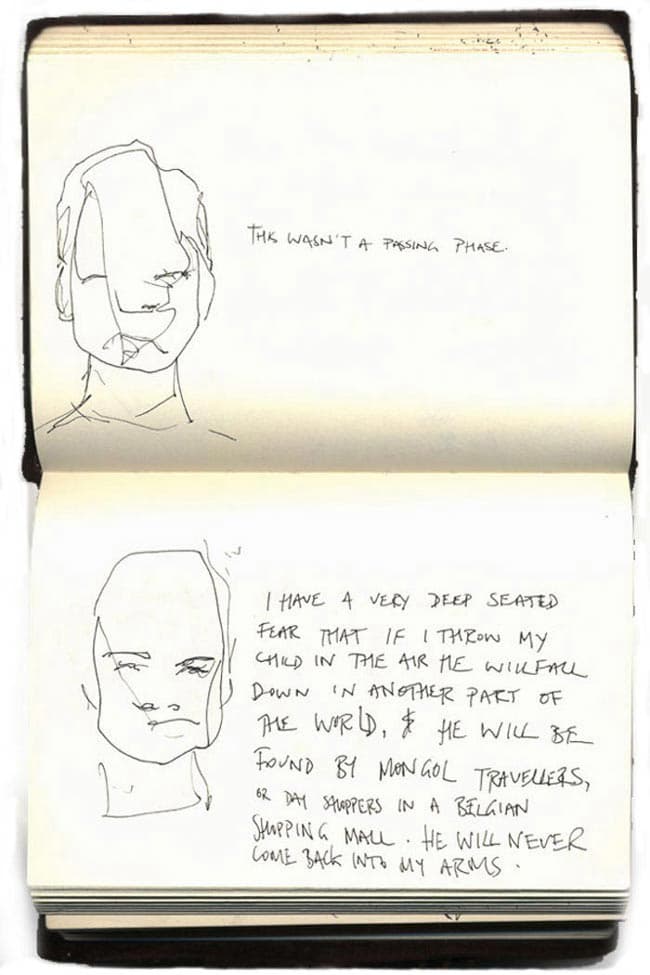 THIS WASN'T A PASSING PHASE.
I HAVE A VERY DEEP SEATED
FEAR THAT IF I THROW MY
CHILD IN THE AIR HE WILL FALL
DOWN IN ANOTHER PART OF
THE WORLD, & HE WILL BE
FOUND BY MONGOL TRAVELLERS,
OR DAY SHOPPERS IN A BELGIAN
SHOPPING MALL. HE WILL NEVER
COME BACK INTO MY ARMS.